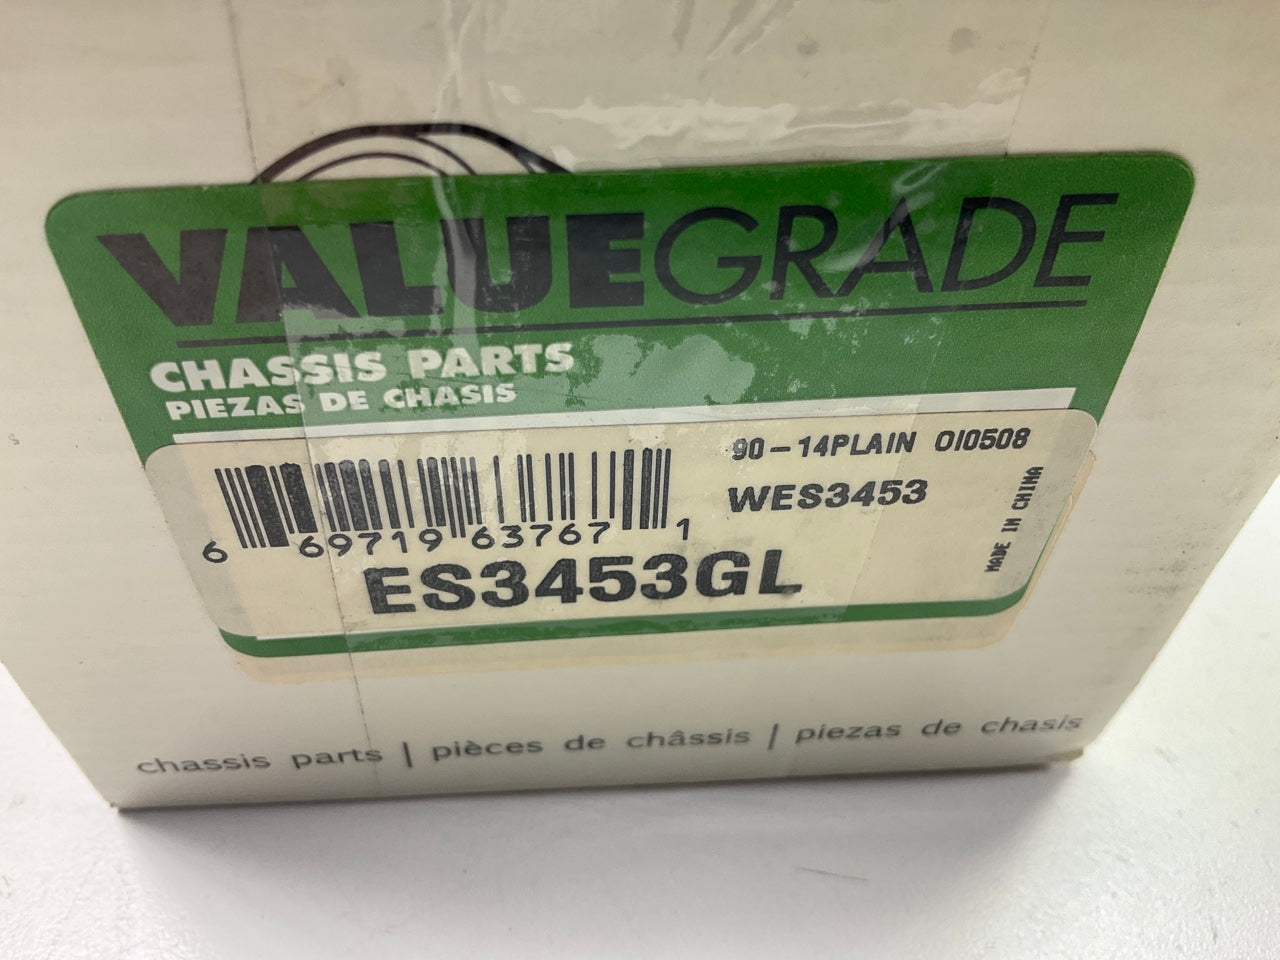 VALUEGRADE
CHASSIS PARTS
PIEZAS DE CHASIS
90-14PLAIN OI0508
WES3453
MADE IN CHINA
6 69719 63767 1
ES3453GL
chassis parts | pièces de châssis | piezas de chasis